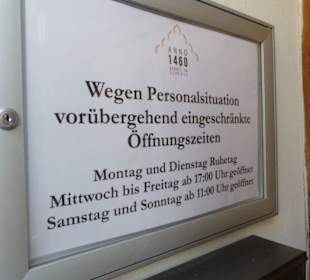 ANNO
1460
Wegen Personalsituation
vorübergehend eingeschränkte
Öffnungszeiten
Montag und Dienstag Ruhetag
Mittwoch bis Freitag ab 17:00 Uhr geöffnet
Samstag und Sonntag ab 11:00 Uhr geöffnet